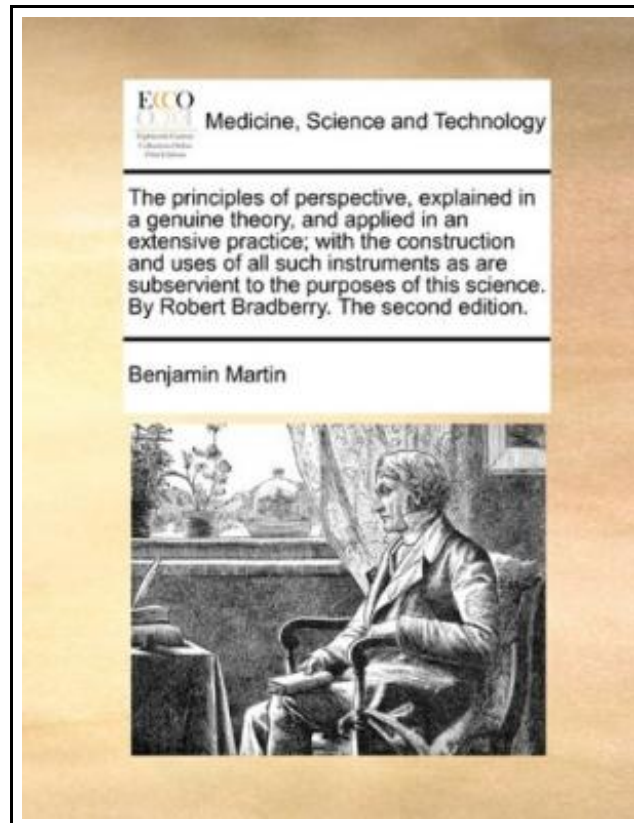 ECCO
Medicine, Science and Technology
The principles of perspective, explained in
a genuine theory, and applied in an
extensive practice; with the construction
and uses of all such instruments as are
subservient to the purposes of this science.
By Robert Bradberry. The second edition.
Benjamin Martin